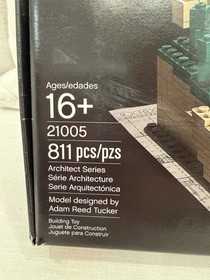 Ages/edades
16+
21005
811 pcs/pzs
Architect Series
Série Architecture
Serie Arquitectónica
Model designed by
Adam Reed Tucker
Building Toy
Jouet de Construction
Juguete para Construir